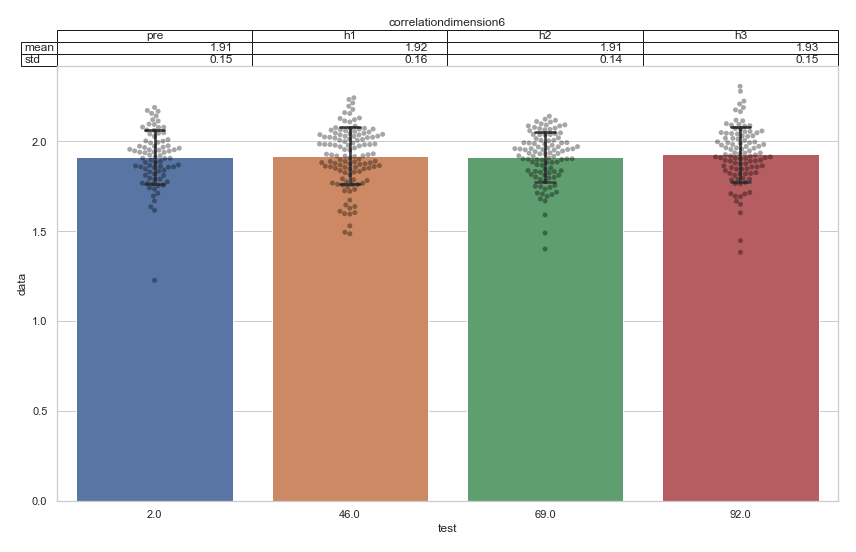 correlationdimension6
pre h1 h2 h3
mean 1.91 1.92 1.91 1.93
std 0.15 0.16 0.14 0.15
2.0
1.5
1.0
0.5
0.0
data
2.0 46.0 69.0 92.0
test